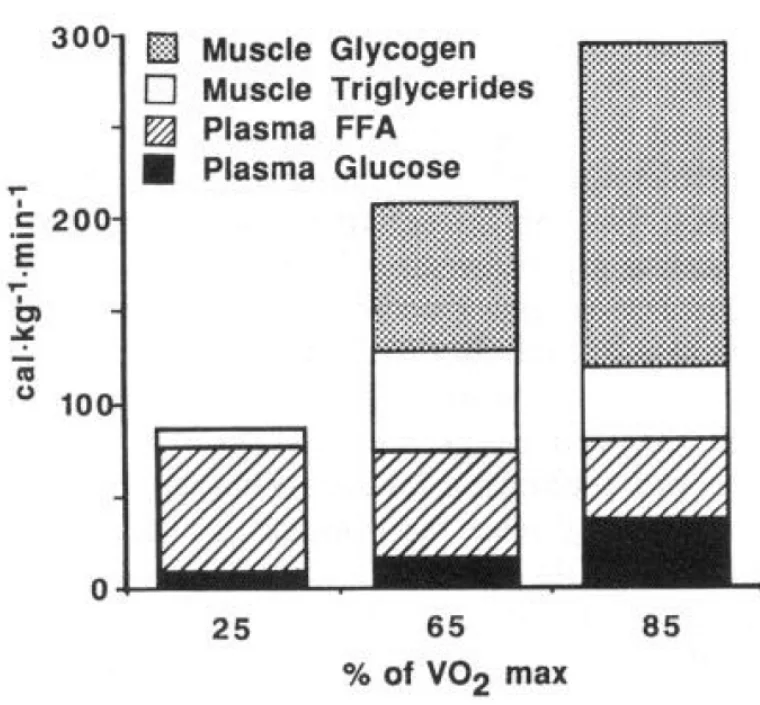 300
Muscle Glycogen
Muscle Triglycerides
Plasma FFA
Plasma Glucose
200
100
0
cal·kg-1·min-1
25 65 85
% of VO2 max